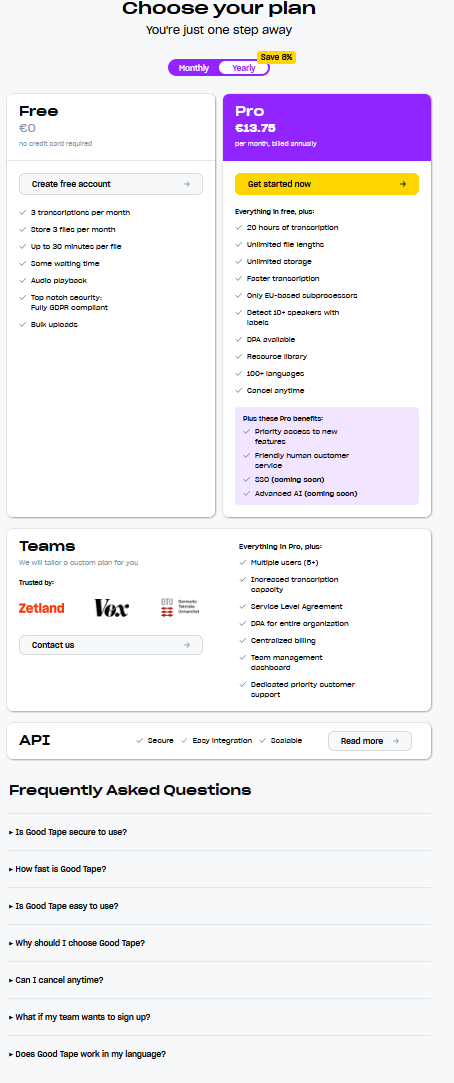 Choose your plan
You're just one step away
Save 8%
Monthly
Yearly
Free
€0
no credit card required
Create free account
3 transcriptions per month
Store 3 files per month
Up to 30 minutes per file
Some waiting time
Audio playback
Top notch security:
Fully GDPR compliant
Bulk uploads
Pro
€13.75
per month, billed annually
Get started now
Everything in free, plus:
20 hours of transcription
Unlimited file lengths
Unlimited storage
Faster transcription
Only EU-based subprocessors
Detect 10+ speakers with
labels
DPA available
Resource library
100+ languages
Cancel anytime
Plus these Pro benefits:
Priority access to new
features
Friendly human customer
service
SSO (coming soon)
Advanced AI (coming soon)
Teams
We will tailor a custom plan for you
Trusted by:
Zetland
Vox
DTU
Danmarks
Tekniske
Universitet
Contact us
Everything in Pro, plus:
Multiple users (5+)
Increased transcription
capacity
Service Level Agreement
DPA for entire organization
Centralized billing
Team management
dashboard
Dedicated priority customer
support
API
Secure
Easy integration
Scalable
Read more
Frequently Asked Questions
Is Good Tape secure to use?
How fast is Good Tape?
Is Good Tape easy to use?
Why should I choose Good Tape?
Can I cancel anytime?
What if my team wants to sign up?
Does Good Tape work in my language?